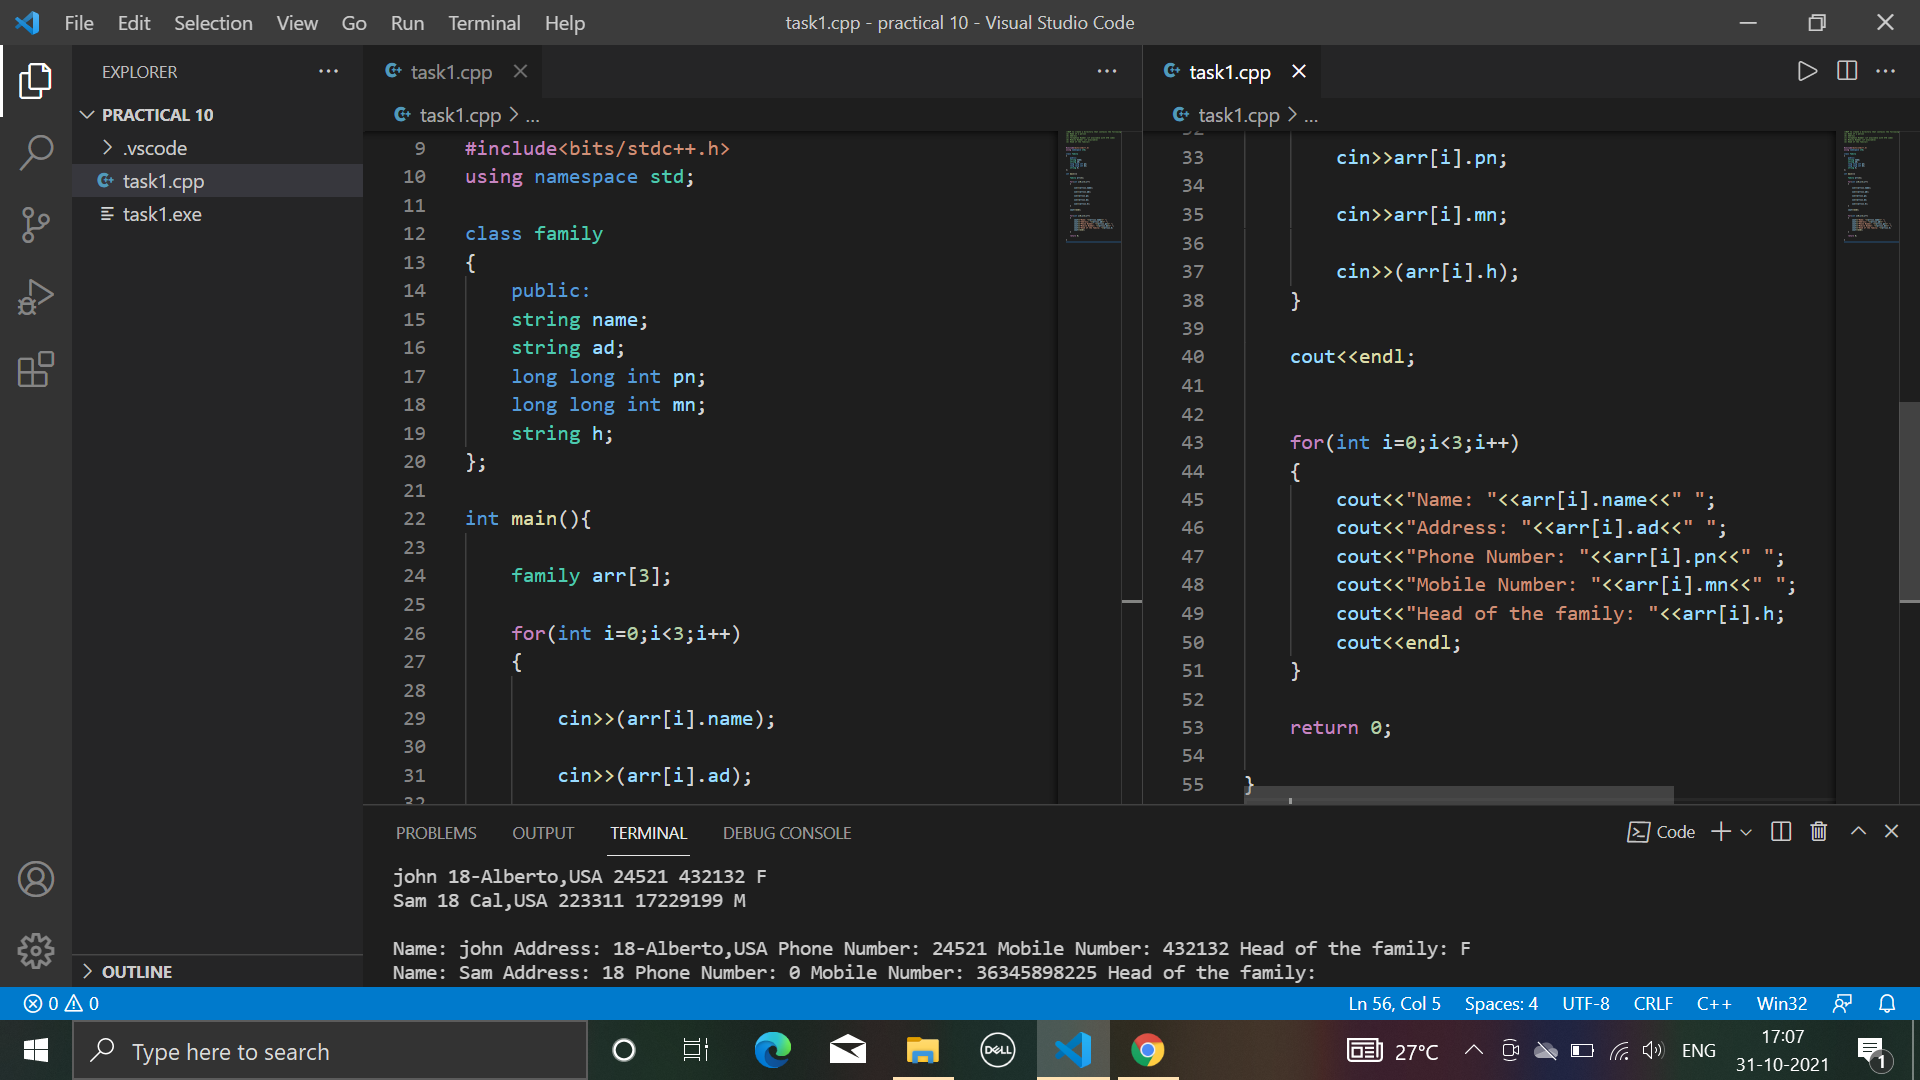 File Edit Selection View Go Run Terminal Help
task1.cpp - practical 10 - Visual Studio Code
EXPLORER
PRACTICAL 10
.vscode
task1.cpp
task1.exe
OUTLINE
task1.cpp
task1.cpp > ...
9 #include<bits/stdc++.h>
10 using namespace std;
11
12 class family
13 {
14 public:
15 string name;
16 string ad;
17 long long int pn;
18 long long int mn;
19 string h;
20 };
21
22 int main(){
23
24 family arr[3];
25
26 for(int i=0;i<3;i++)
27 {
28
29 cin>>(arr[i].name);
30
31 cin>>(arr[i].ad);
32
task1.cpp
task1.cpp > ...
32
33 cin>>arr[i].pn;
34
35 cin>>arr[i].mn;
36
37 cin>>(arr[i].h);
38 }
39
40 cout<<endl;
41
42
43 for(int i=0;i<3;i++)
44 {
45 cout<<"Name: "<<arr[i].name<<" ";
46 cout<<"Address: "<<arr[i].ad<<" ";
47 cout<<"Phone Number: "<<arr[i].pn<<" ";
48 cout<<"Mobile Number: "<<arr[i].mn<<" ";
49 cout<<"Head of the family: "<<arr[i].h;
50 cout<<endl;
51 }
52
53 return 0;
54
55 }
PROBLEMS OUTPUT TERMINAL DEBUG CONSOLE
Code
john 18-Alberto,USA 24521 432132 F
Sam 18 Cal,USA 223311 17229199 M
Name: john Address: 18-Alberto,USA Phone Number: 24521 Mobile Number: 432132 Head of the family: F
Name: Sam Address: 18 Phone Number: 0 Mobile Number: 36345898225 Head of the family:
0 0
Ln 56, Col 5 Spaces: 4 UTF-8 CRLF C++ Win32
Type here to search
DELL
27°C
ENG
17:07
31-10-2021
1